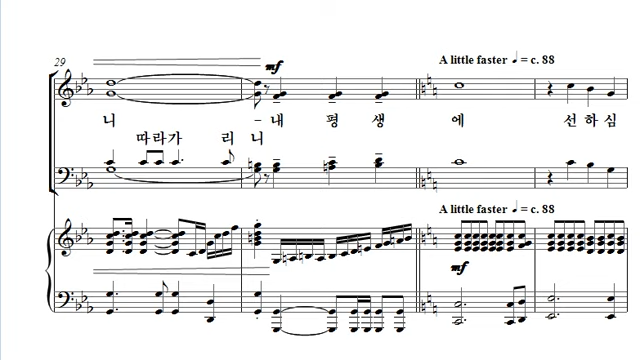 A little faster ♩ = c. 88
29
mf
니 - 내 평 생 에 선 하 심
따 라 가 리 니
A little faster ♩ = c. 88
mf